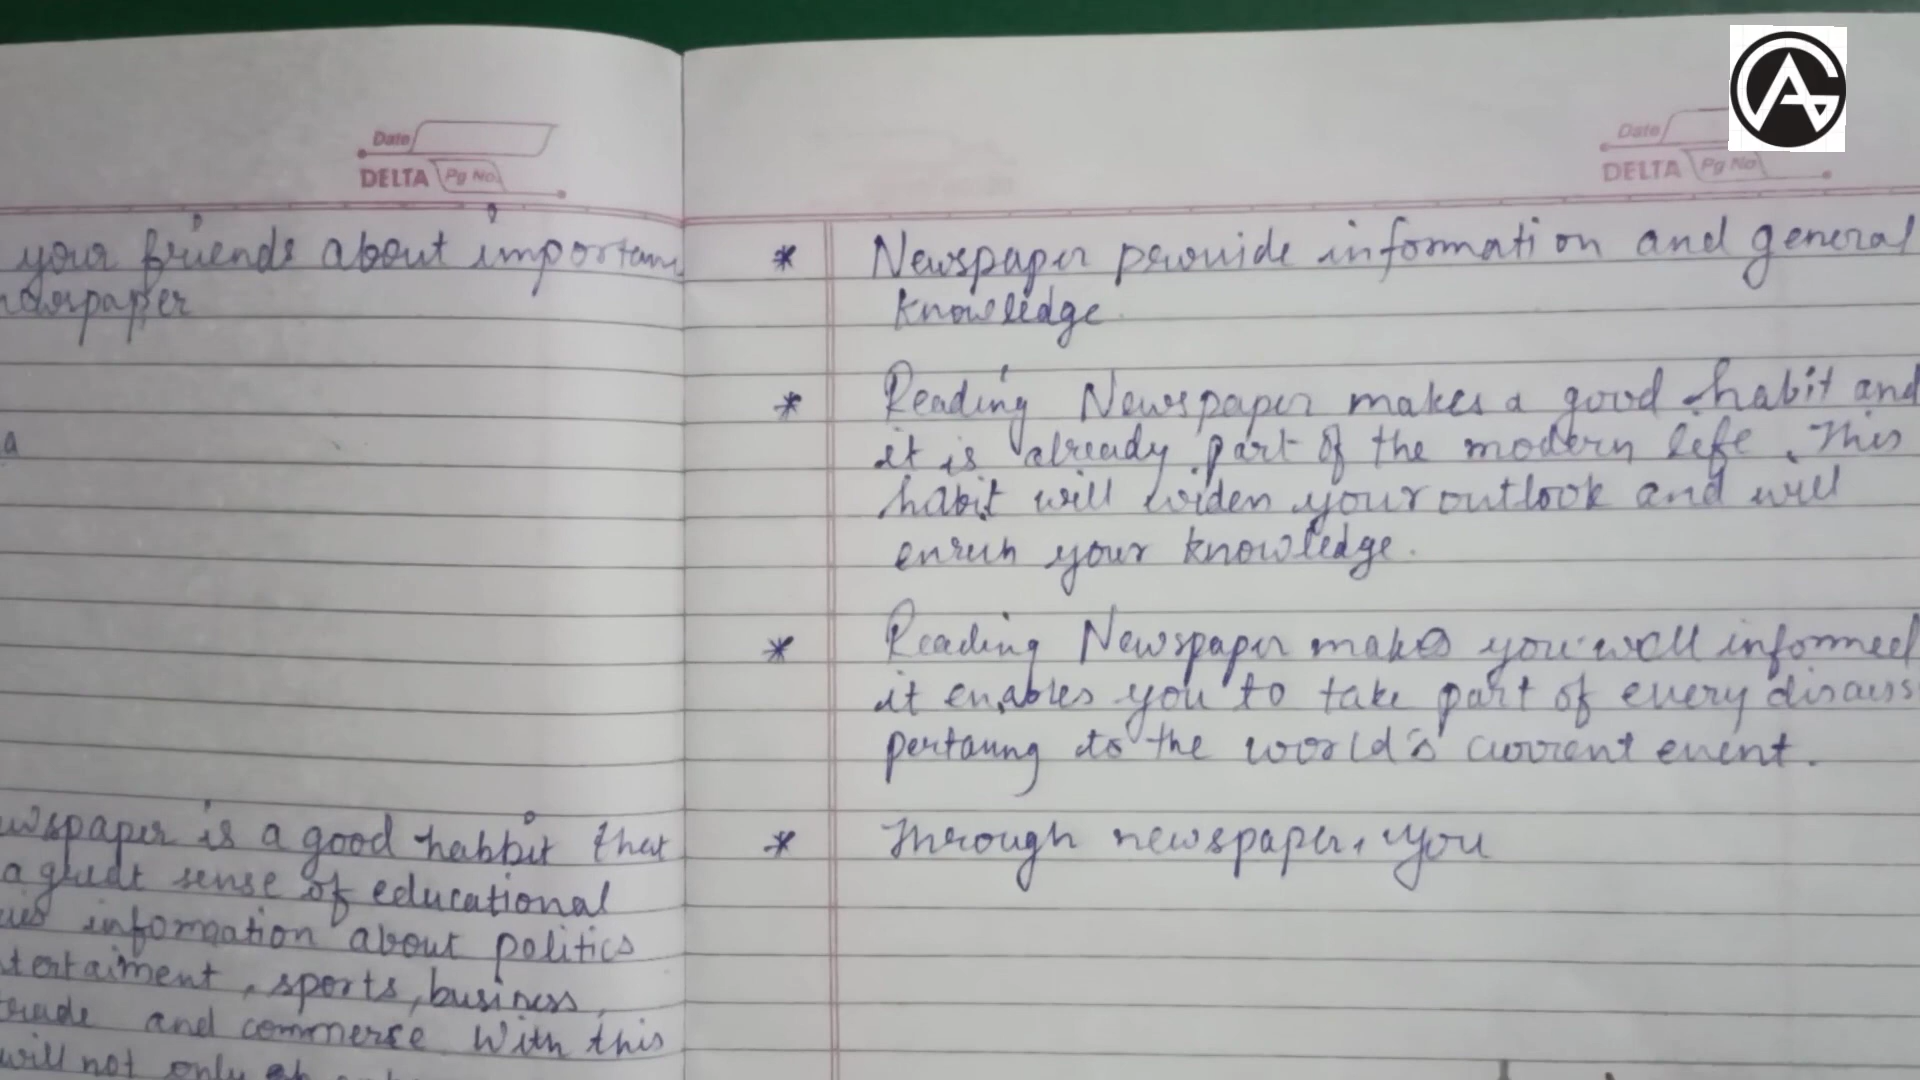 Date
DELTA Pg No.
your friends about important
newspaper
a
newspaper is a good habbit that
a great sense of educational
information about politics
entertaiment, sports, business,
trade and commerce With this
will not only
Date
DELTA Pg No
* Newspaper provide information and general
knowledge.
* Reading Newspaper makes a good habit and
it is already part of the modern life. This
habit will widen your outlook and will
enrich your knowledge.
* Reading Newspaper makes you well informed
it enables you to take part of every discuss
pertaing to the world's current event.
* Through newspaper, you